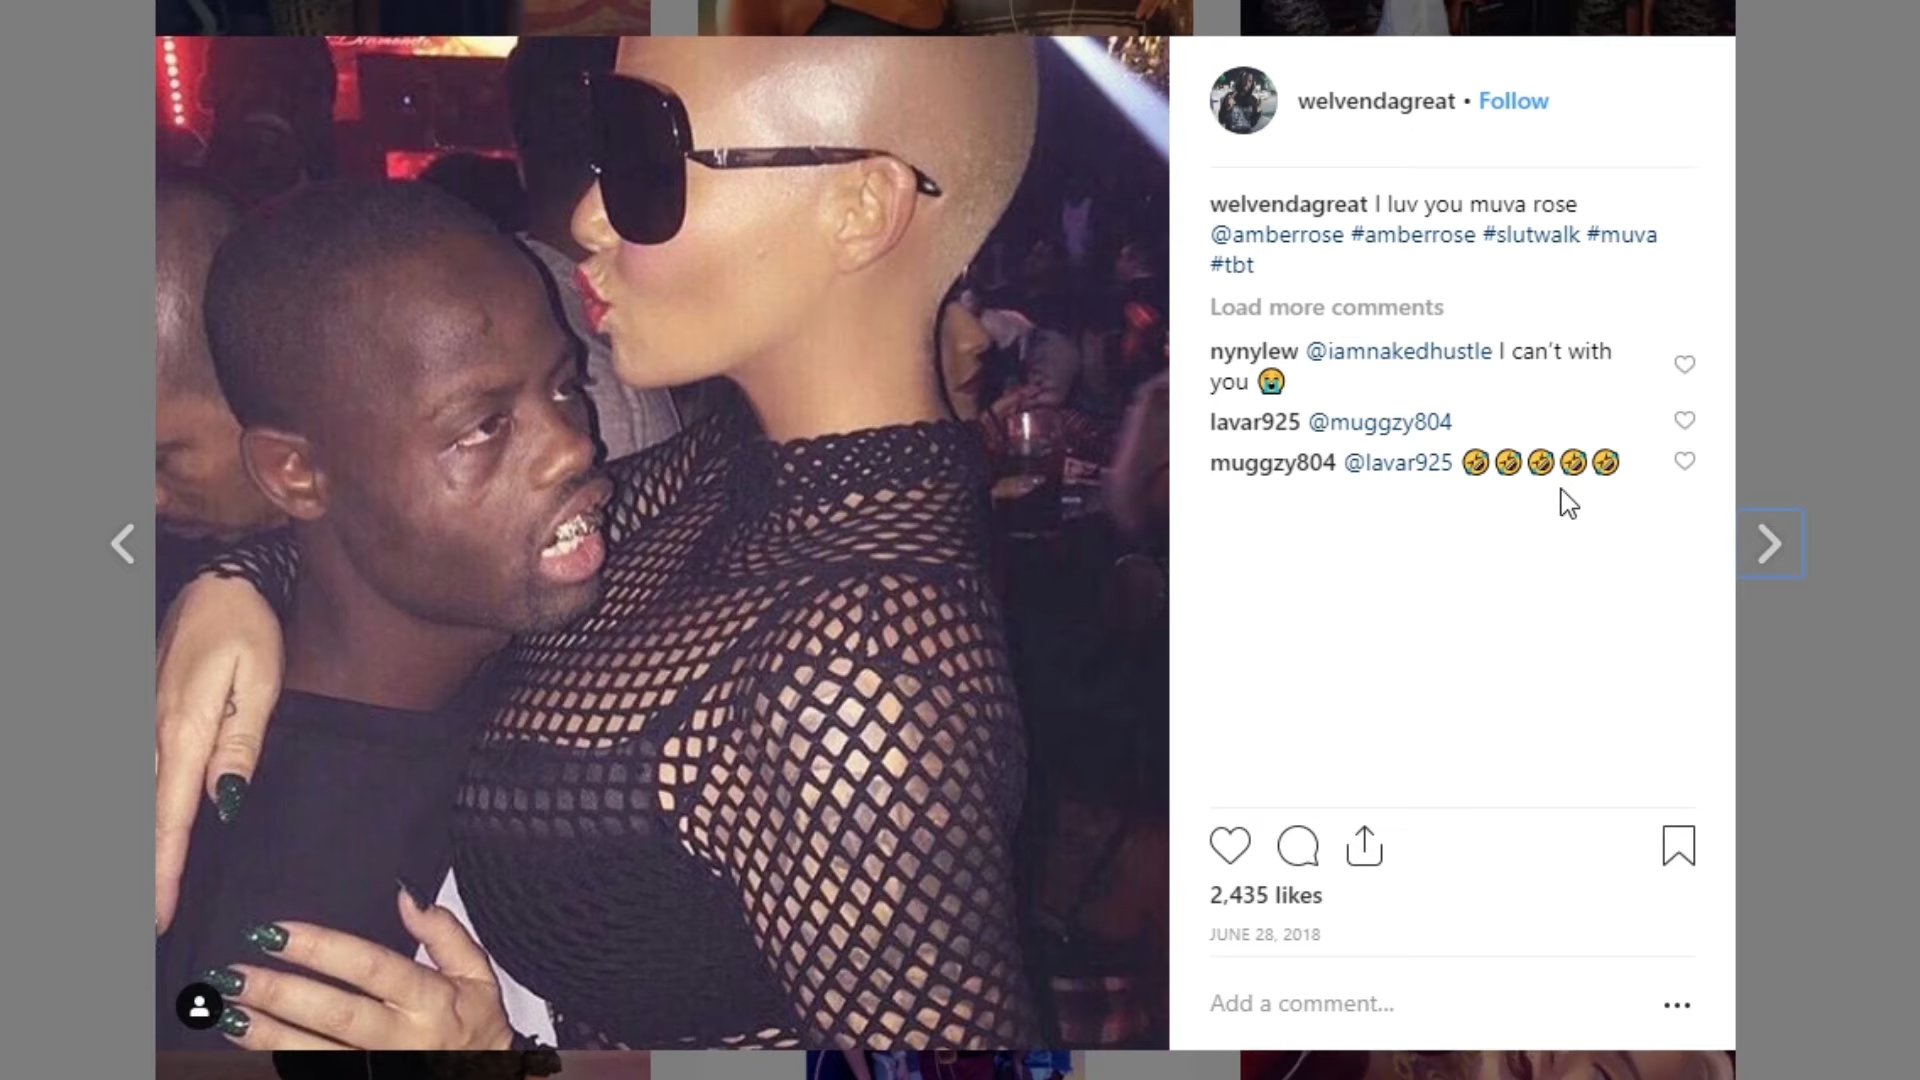 welvendagreat • Follow
welvendagreat I luv you muva rose
@amberrose #amberrose #slutwalk #muva
#tbt
Load more comments
nynylew @iamnakedhustle I can't with
you 😭
lavar925 @muggzy804
muggzy804 @lavar925 🤣🤣🤣🤣🤣
2,435 likes
JUNE 28, 2018
Add a comment...